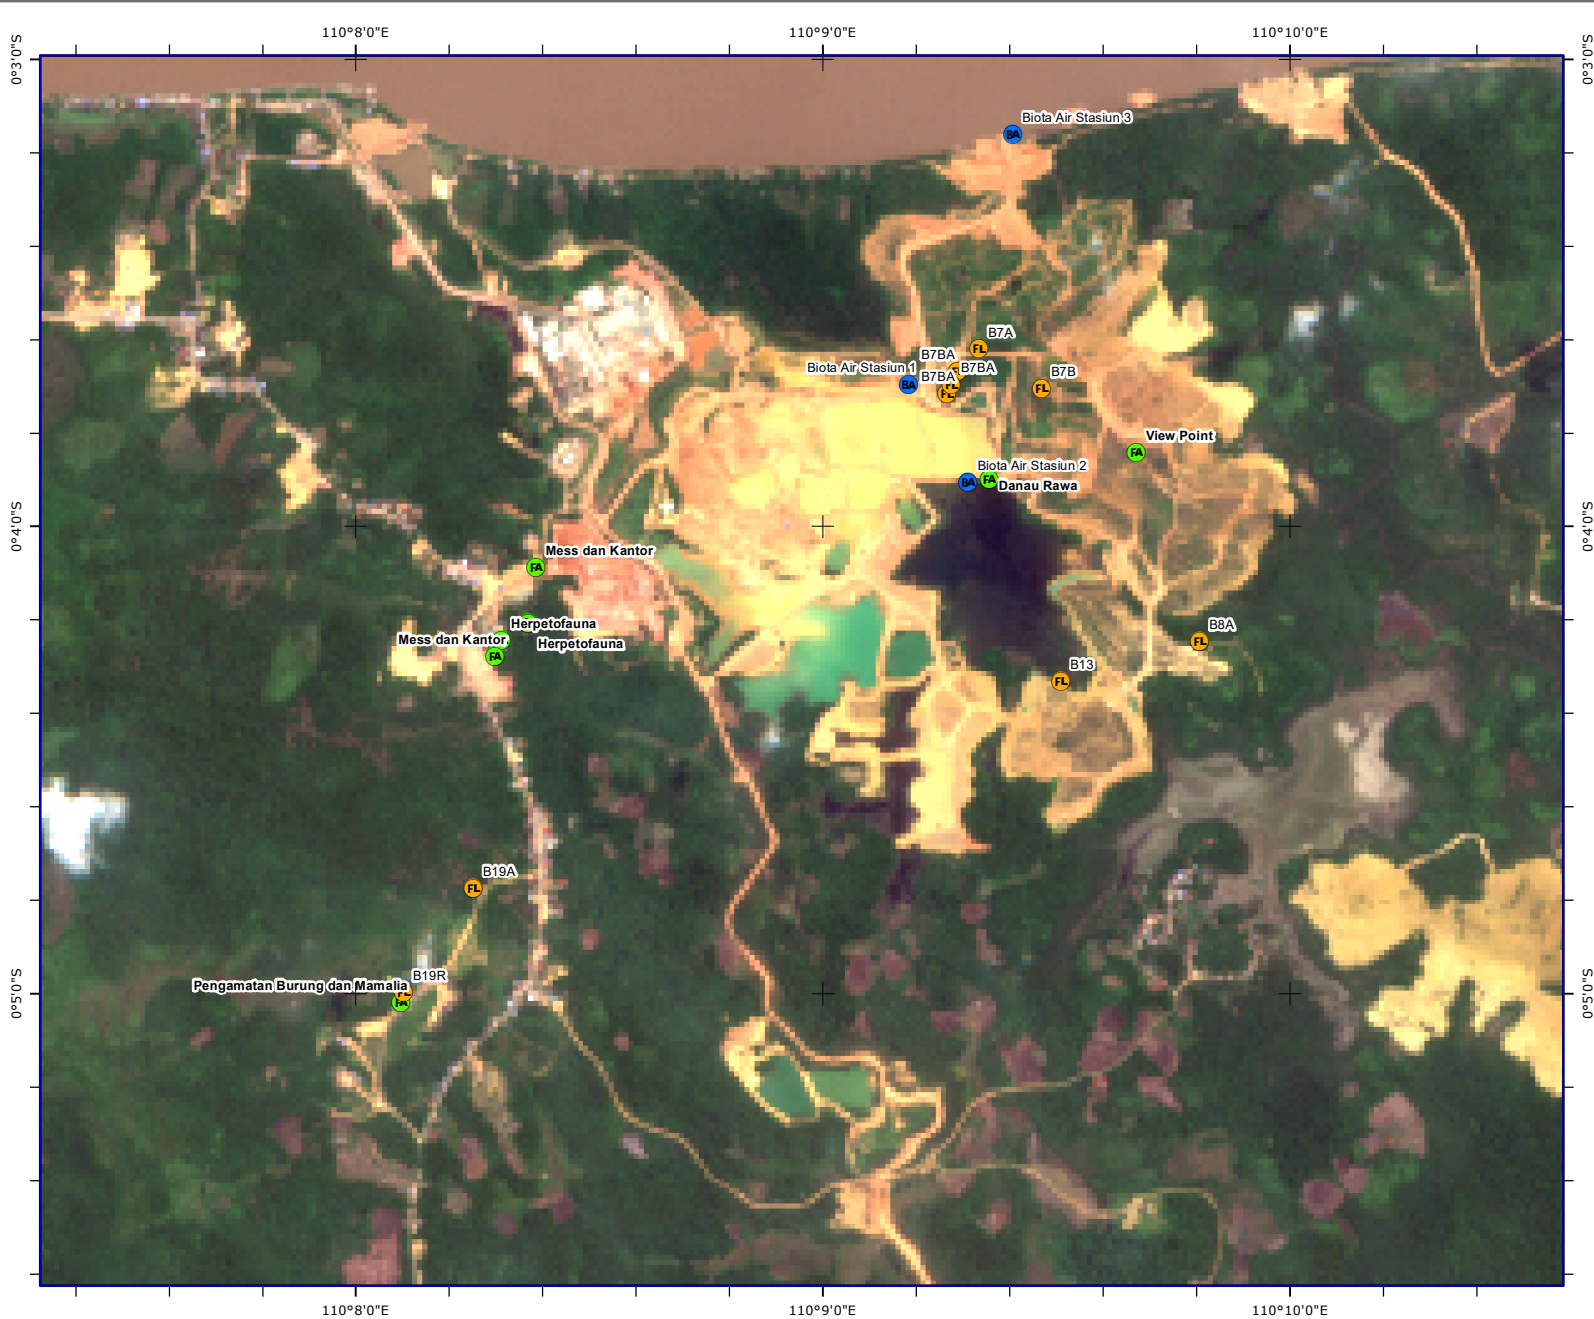 110°8'0"E
110°9'0"E
110°10'0"E
0°3'0"S
0°3'0"S
Biota Air Stasiun 3
BA
B7A
FL
B7BA
Biota Air Stasiun 1
BA
B7BA
B7BA
FL
B7B
FL
View Point
FA
Biota Air Stasiun 2
BA
FA
Danau Rawa
0°4'0"S
0°4'0"S
Mess dan Kantor
FA
Herpetofauna
Mess dan Kantor
Herpetofauna
FA
B8A
FL
B13
FL
B19A
FL
B19R
Pengamatan Burung dan Mamalia
FL
FA
0°5'0"S
0°5'0"S
110°8'0"E
110°9'0"E
110°10'0"E